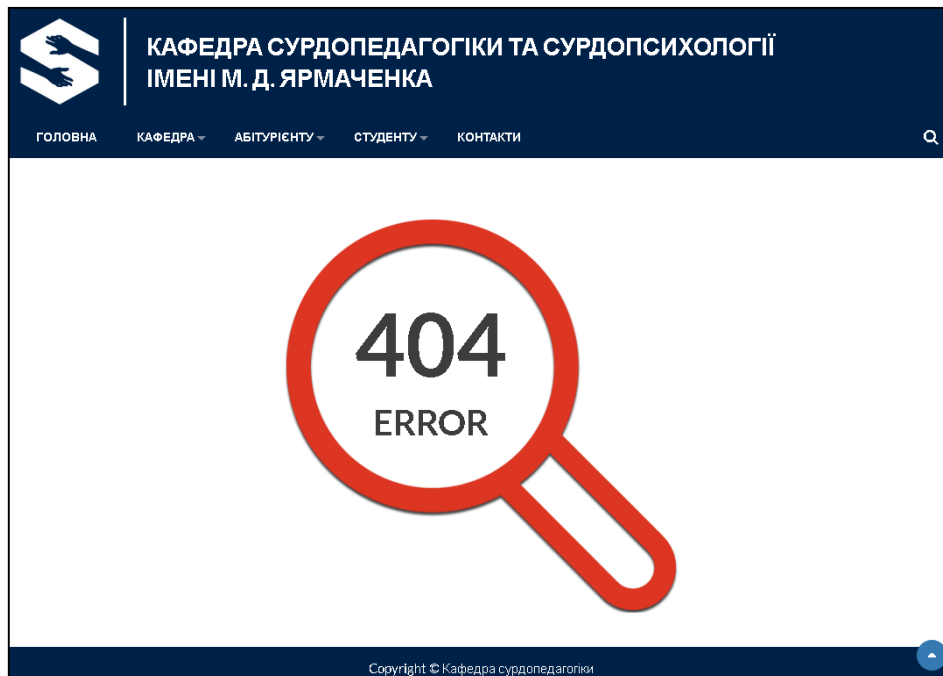 КАФЕДРА СУРДОПЕДАГОГІКИ ТА СУРДОПСИХОЛОГІЇ
ІМЕНІ М. Д. ЯРМАЧЕНКА
ГОЛОВНА КАФЕДРА АБІТУРІЄНТУ СТУДЕНТУ КОНТАКТИ
404
ERROR
Copyright © Кафедра сурдопедагогіки